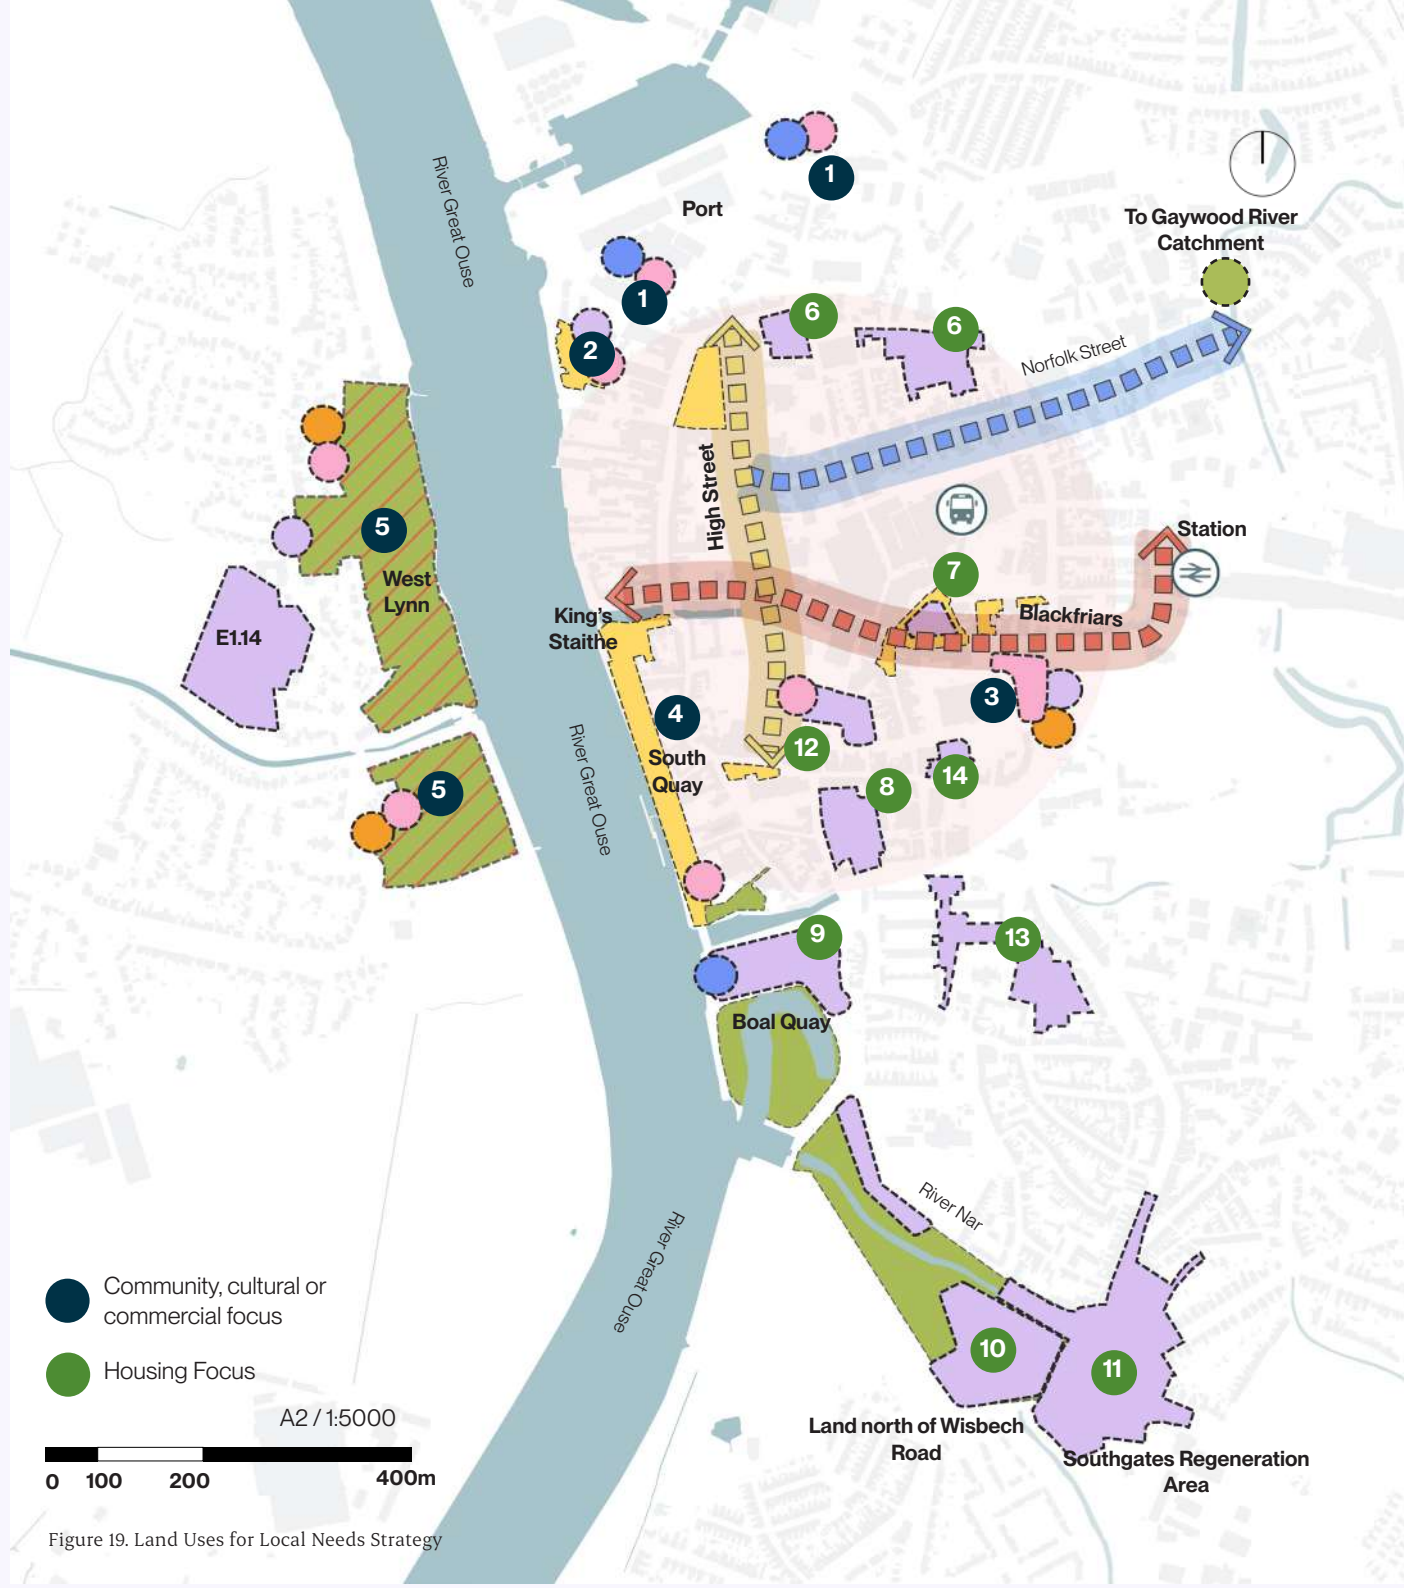 1
River Great Ouse
Port
To Gaywood River
Catchment
1
6
6
2
Norfolk Street
High Street
5
West
Lynn
Station
7
King's
Staithe
Blackfriars
E1.14
3
4
12
South
Quay
14
8
5
River Great Ouse
9
13
Boal Quay
River Nar
River Great Ouse
10
11
Land north of Wisbech
Road
Southgates Regeneration
Area
Community, cultural or
commercial focus
Housing Focus
A2 / 1:5000
0 100 200 400m
Figure 19. Land Uses for Local Needs Strategy